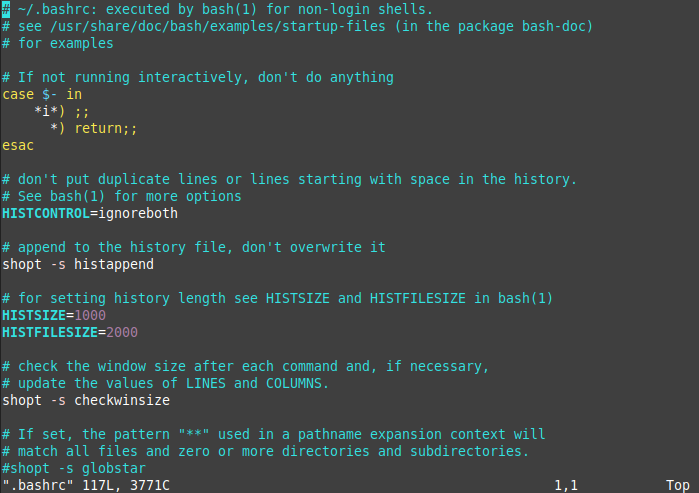 # ~/.bashrc: executed by bash(1) for non-login shells.
# see /usr/share/doc/bash/examples/startup-files (in the package bash-doc)
# for examples

# If not running interactively, don't do anything
case $- in
    *i*) ;;
      *) return;;
esac

# don't put duplicate lines or lines starting with space in the history.
# See bash(1) for more options
HISTCONTROL=ignoreboth

# append to the history file, don't overwrite it
shopt -s histappend

# for setting history length see HISTSIZE and HISTFILESIZE in bash(1)
HISTSIZE=1000
HISTFILESIZE=2000

# check the window size after each command and, if necessary,
# update the values of LINES and COLUMNS.
shopt -s checkwinsize

# If set, the pattern "**" used in a pathname expansion context will
# match all files and zero or more directories and subdirectories.
#shopt -s globstar
".bashrc" 117L, 3771C 1,1 Top